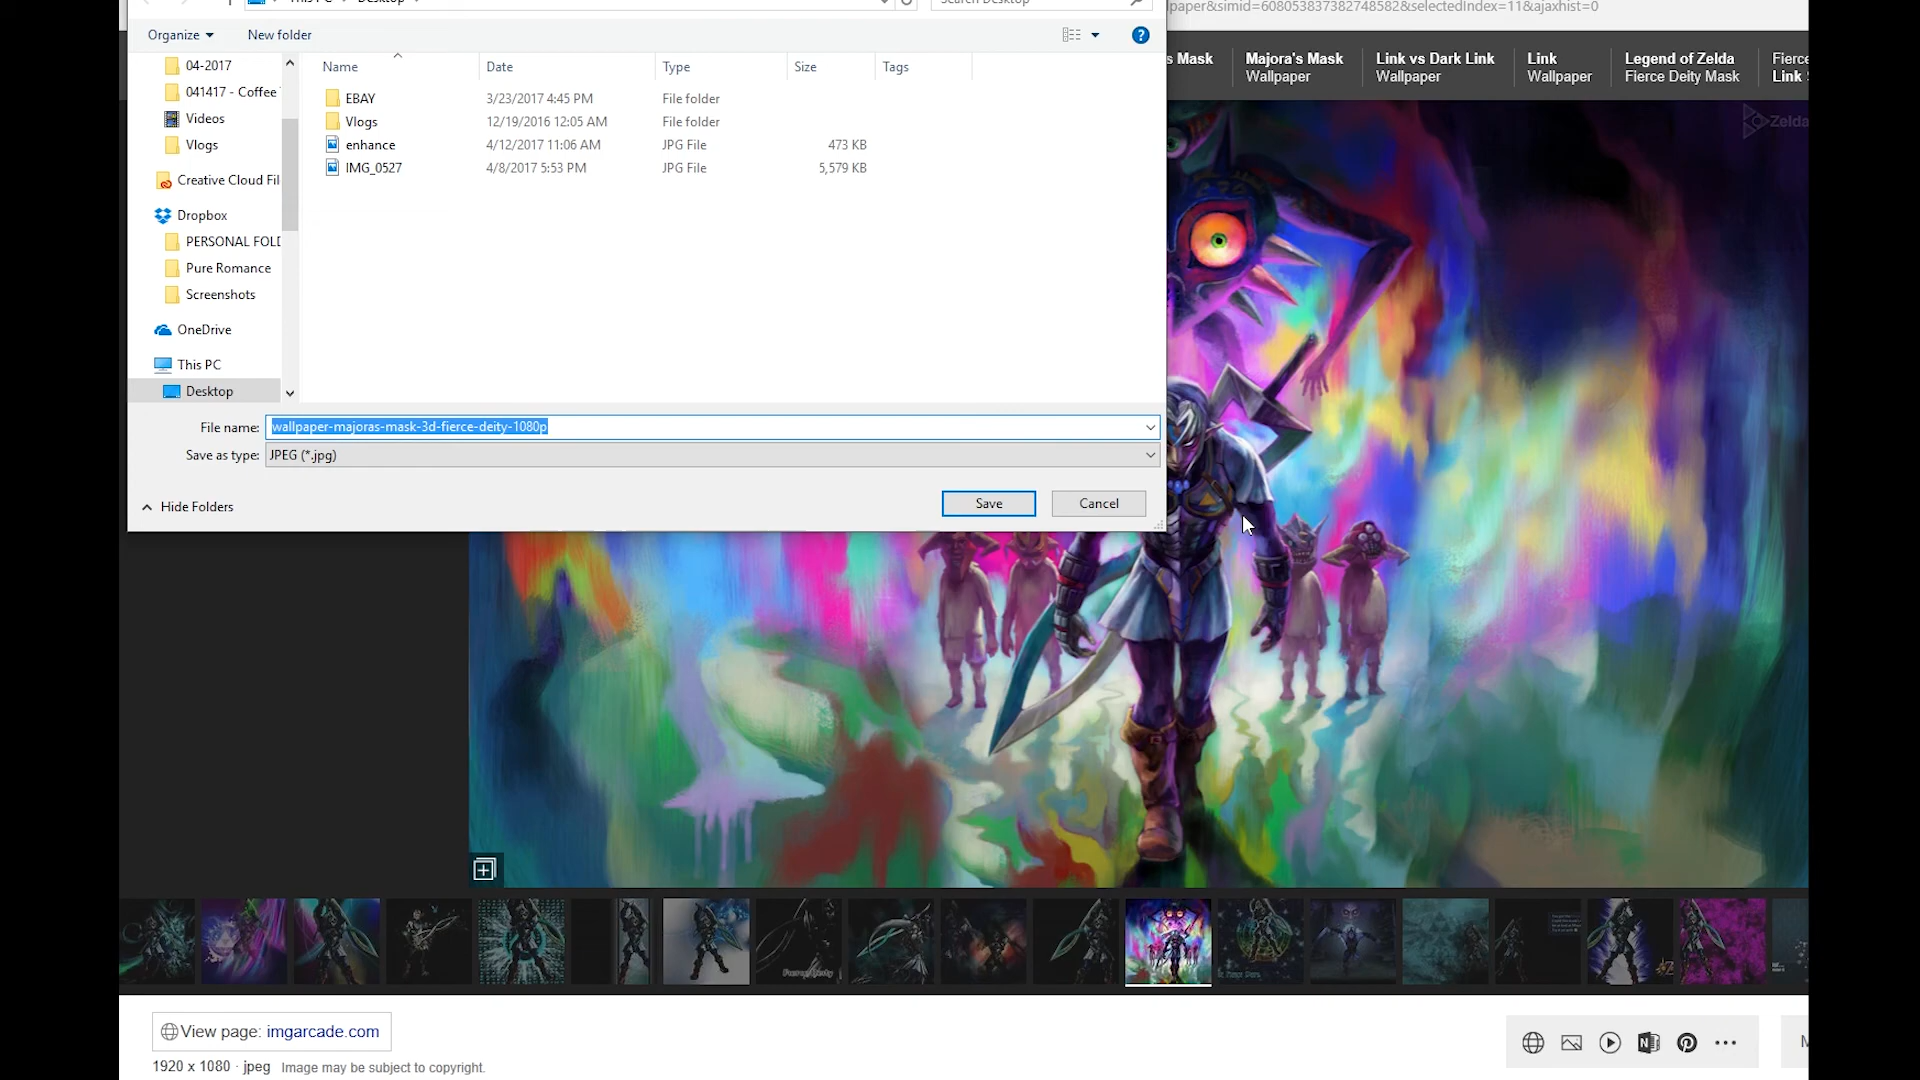 paper&simid=608053837382748582&selectedIndex=11&ajaxhist=0
This PC Desktop
Search Desktop
Organize
New folder
s Mask
Majora's Mask
Wallpaper
Link vs Dark Link
Wallpaper
Link
Wallpaper
Legend of Zelda
Fierce Deity Mask
Fierce
Link
Zelda
Name Date Type Size Tags
EBAY 3/23/2017 4:45 PM File folder
Vlogs 12/19/2016 12:05 AM File folder
enhance 4/12/2017 11:06 AM JPG File 473 KB
IMG_0527 4/8/2017 5:53 PM JPG File 5,579 KB
04-2017
041417 - Coffee
Videos
Vlogs
Creative Cloud Fil
Dropbox
PERSONAL FOLD
Pure Romance
Screenshots
OneDrive
This PC
Desktop
File name: wallpaper-majoras-mask-3d-fierce-deity-1080p
Save as type: JPEG (*.jpg)
Hide Folders
Save
Cancel
View page: imgarcade.com
1920 x 1080 · jpeg Image may be subject to copyright.